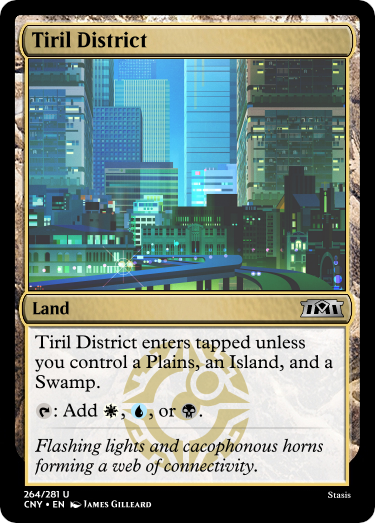 Tiril District
Land
Tiril District enters tapped unless
you control a Plains, an Island, and a
Swamp.
: Add , , or .
Flashing lights and cacophonous horns
forming a web of connectivity.
264/281 U
Stasis
CNY • EN JAMES GILLEARD